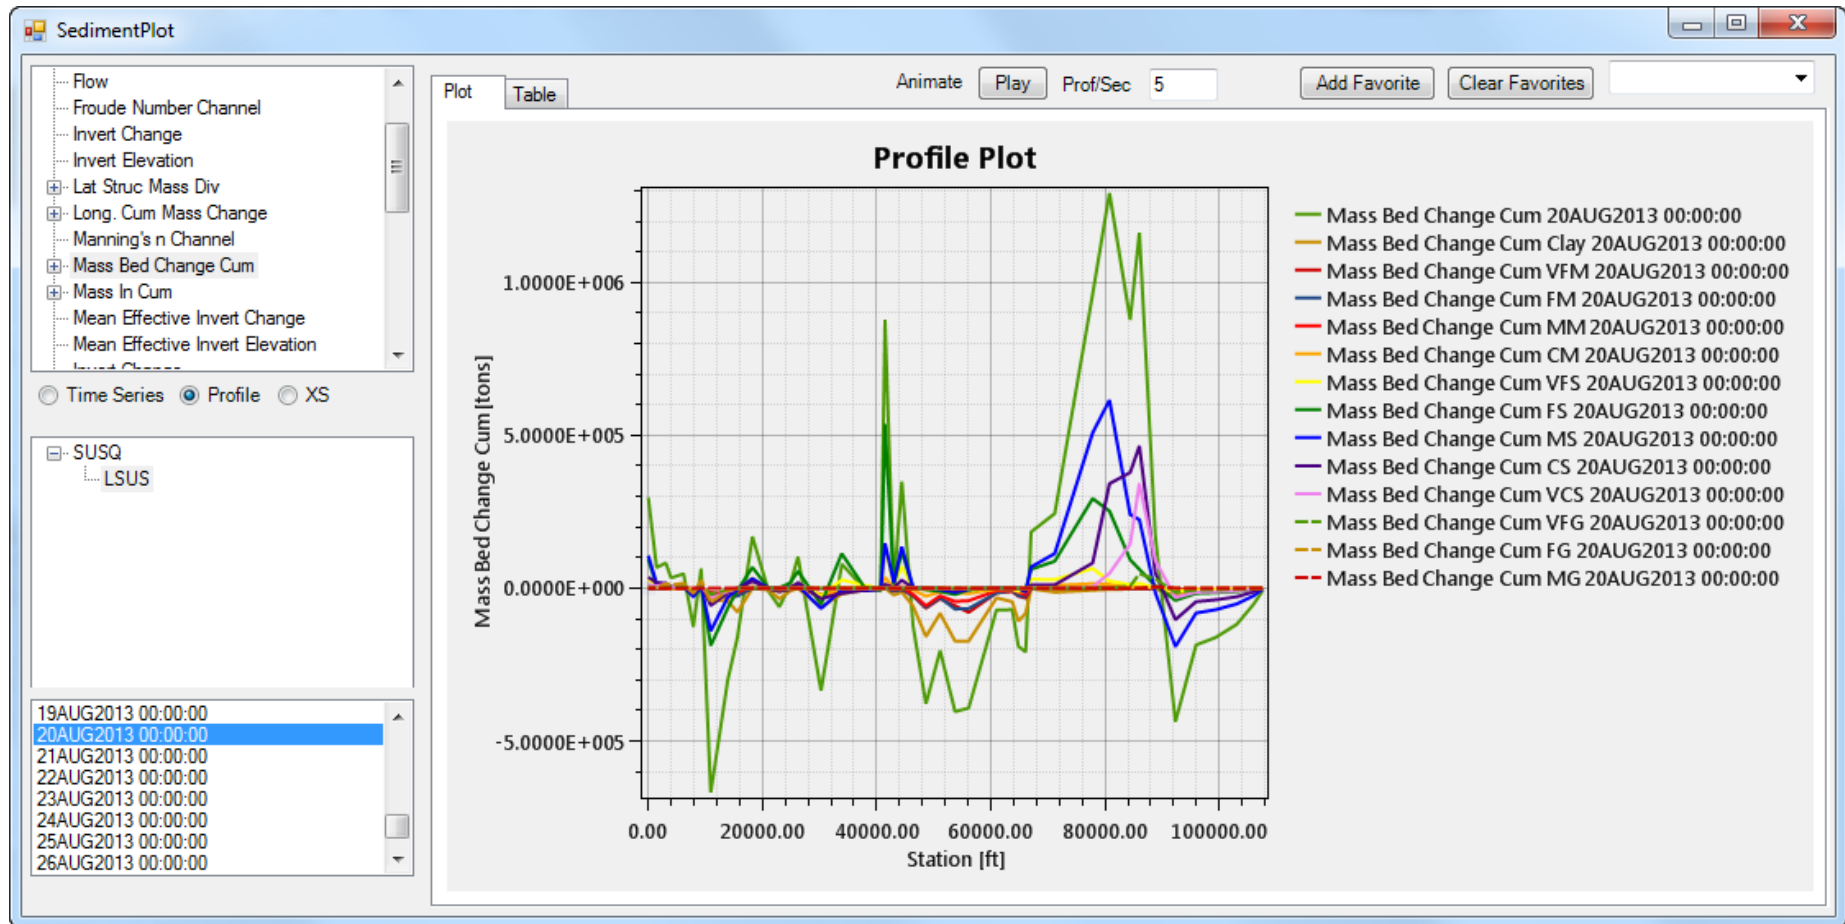 SedimentPlot
Flow
Froude Number Channel
Invert Change
Invert Elevation
Lat Struc Mass Div
Long. Cum Mass Change
Manning's n Channel
Mass Bed Change Cum
Mass In Cum
Mean Effective Invert Change
Mean Effective Invert Elevation
Time Series Profile XS
SUSQ
LSUS
19AUG2013 00:00:00
20AUG2013 00:00:00
21AUG2013 00:00:00
22AUG2013 00:00:00
23AUG2013 00:00:00
24AUG2013 00:00:00
25AUG2013 00:00:00
26AUG2013 00:00:00
Plot Table
Animate Play Prof/Sec 5 Add Favorite Clear Favorites
Profile Plot
Mass Bed Change Cum [tons]
1.0000E+006
5.0000E+005
0.0000E+000
-5.0000E+005
0.00 20000.00 40000.00 60000.00 80000.00 100000.00
Station [ft]
Mass Bed Change Cum 20AUG2013 00:00:00
Mass Bed Change Cum Clay 20AUG2013 00:00:00
Mass Bed Change Cum VFM 20AUG2013 00:00:00
Mass Bed Change Cum FM 20AUG2013 00:00:00
Mass Bed Change Cum MM 20AUG2013 00:00:00
Mass Bed Change Cum CM 20AUG2013 00:00:00
Mass Bed Change Cum VFS 20AUG2013 00:00:00
Mass Bed Change Cum FS 20AUG2013 00:00:00
Mass Bed Change Cum MS 20AUG2013 00:00:00
Mass Bed Change Cum CS 20AUG2013 00:00:00
Mass Bed Change Cum VCS 20AUG2013 00:00:00
Mass Bed Change Cum VFG 20AUG2013 00:00:00
Mass Bed Change Cum FG 20AUG2013 00:00:00
Mass Bed Change Cum MG 20AUG2013 00:00:00